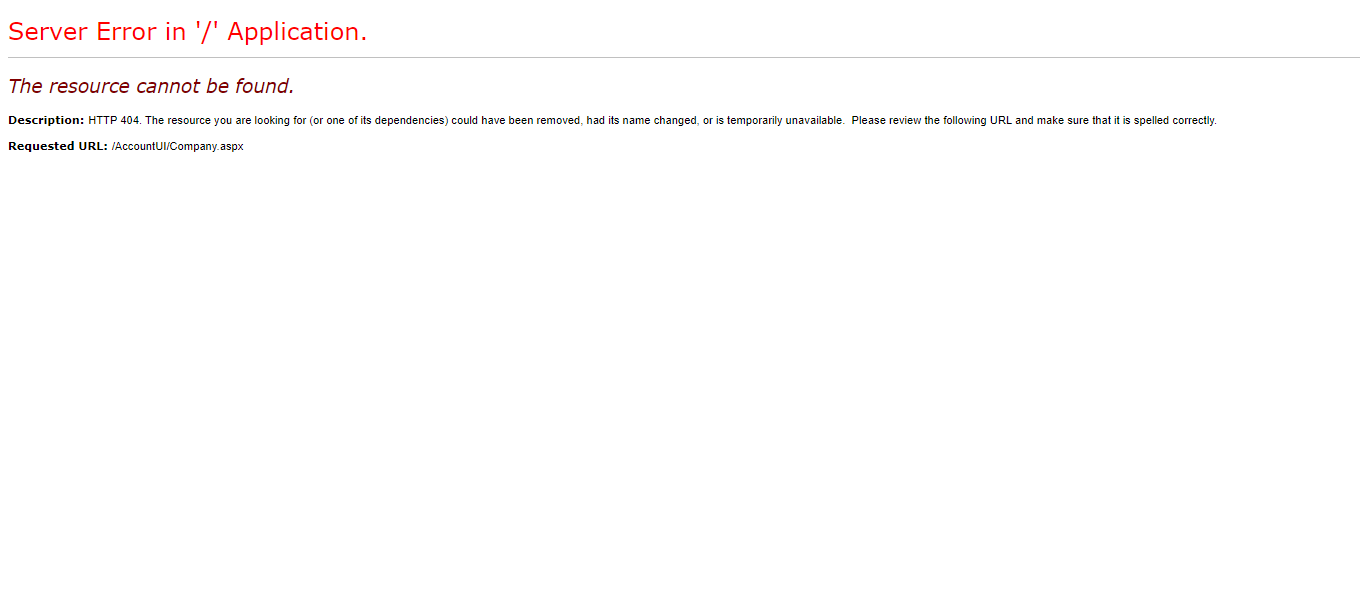 Server Error in '/' Application.
The resource cannot be found.
Description: HTTP 404. The resource you are looking for (or one of its dependencies) could have been removed, had its name changed, or is temporarily unavailable.  Please review the following URL and make sure that it is spelled correctly.
Requested URL: /AccountUI/Company.aspx